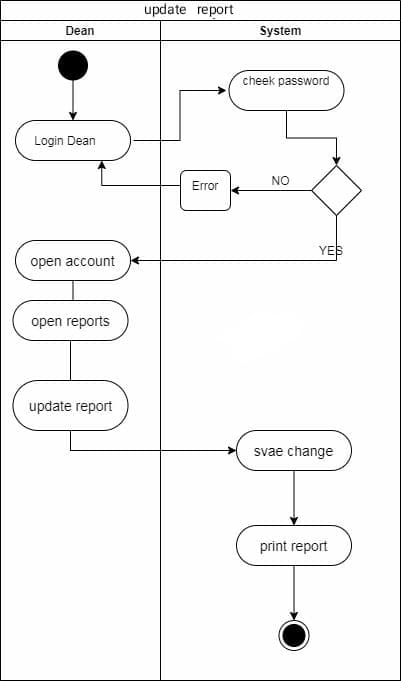 update report
Dean
System
cheek password
Login Dean
Error
NO
YES
open account
open reports
update report
svae change
print report